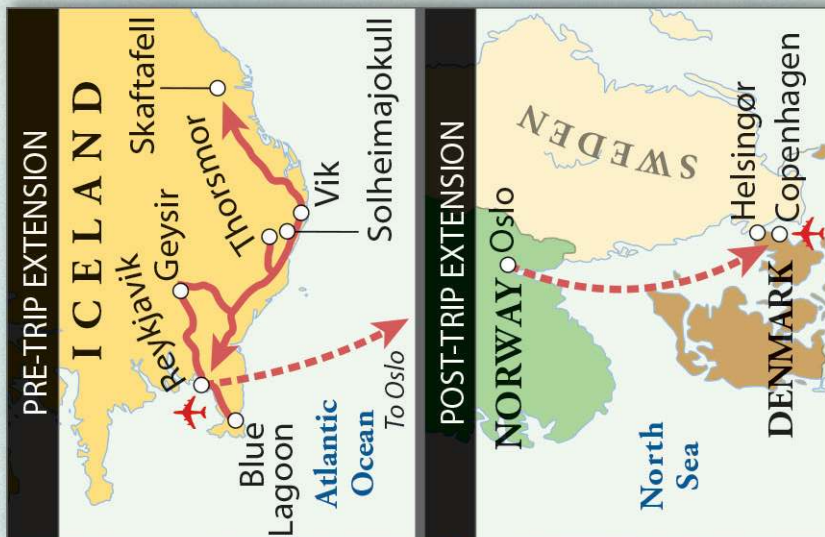 PRE-TRIP EXTENSION
ICELAND
Skaftafell
Geysir
Thorsmork
Reykjavik
Vik
Solheimajokull
Blue
Lagoon
Atlantic
Ocean
To Oslo
POST-TRIP EXTENSION
NORWAY
Oslo
SWEDEN
North
Sea
Helsingør
Copenhagen
DENMARK